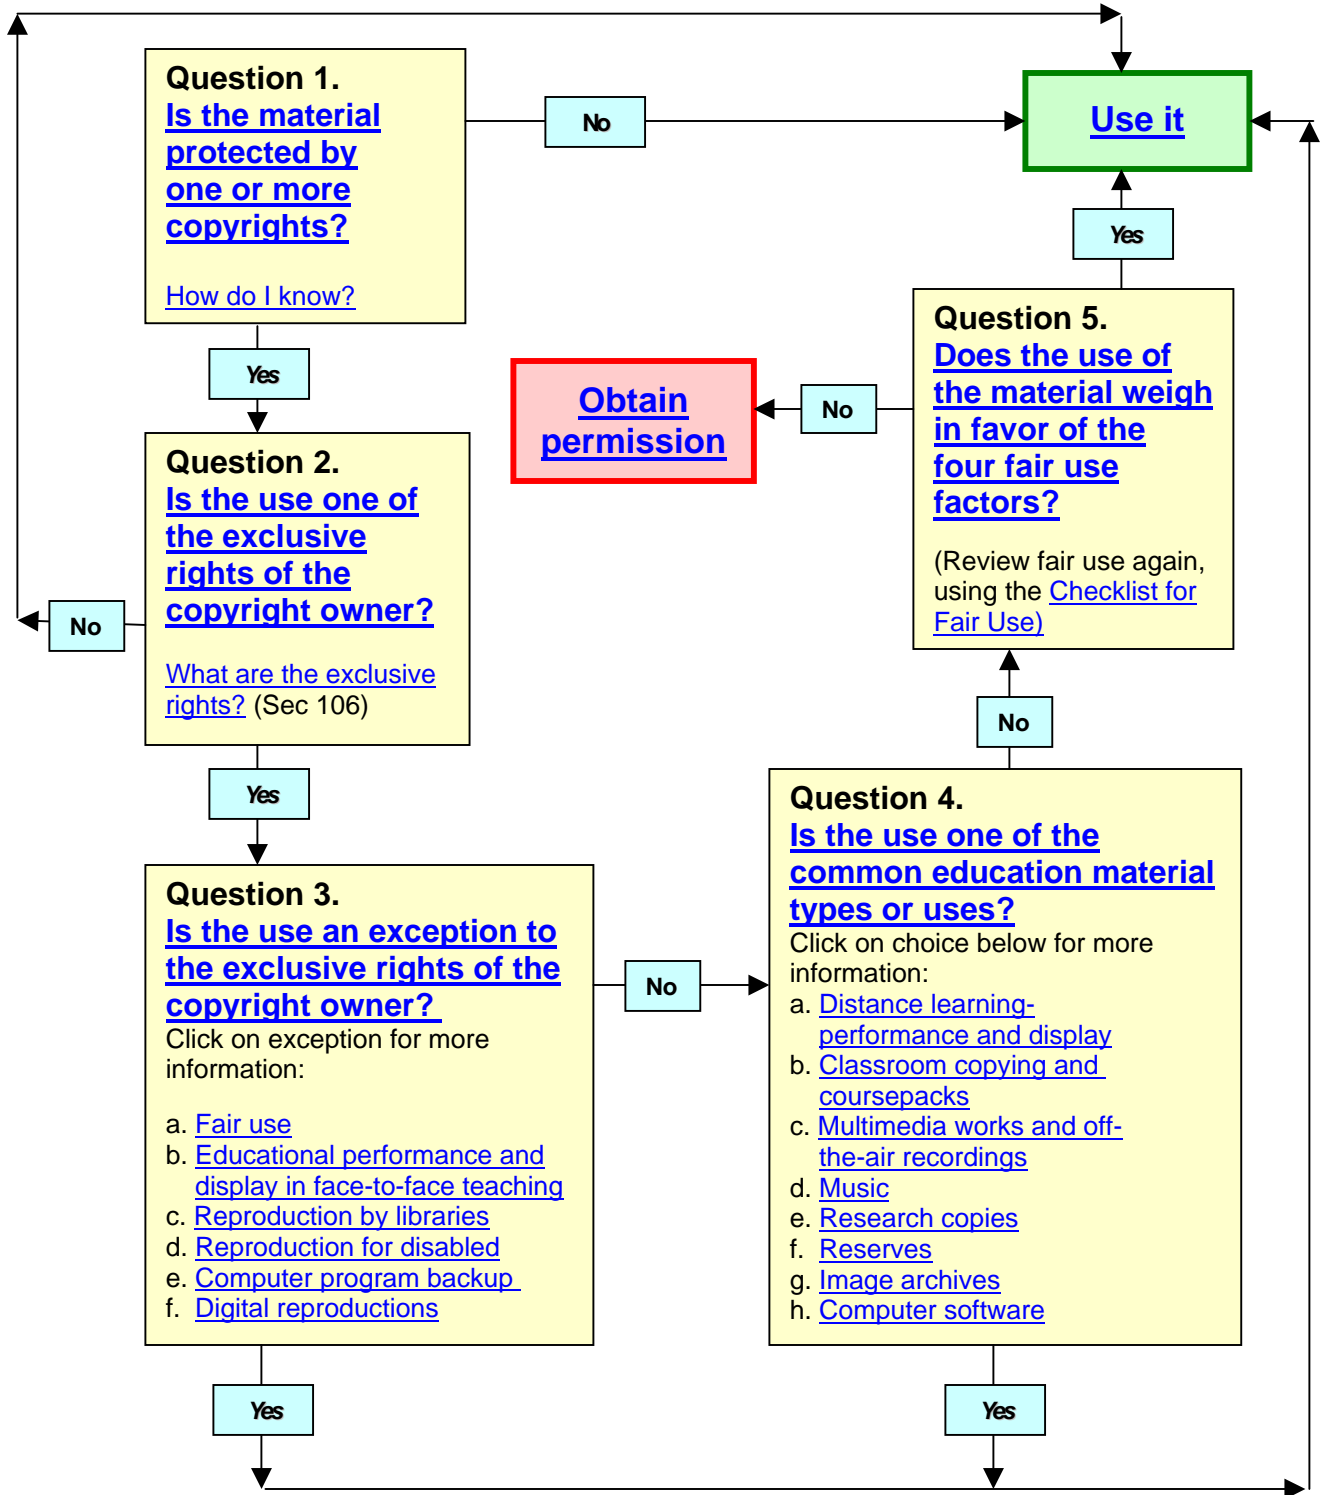 Question 1.
Is the material
protected by
one or more
copyrights?
How do I know?
No
Use it
Yes
Yes
Question 5.
Does the use of
the material weigh
in favor of the
four fair use
factors?
(Review fair use again,
using the Checklist for
Fair Use)
No
Obtain
permission
Question 2.
Is the use one of
the exclusive
rights of the
copyright owner?
What are the exclusive
rights? (Sec 106)
No
No
Yes
Question 3.
Is the use an exception to
the exclusive rights of the
copyright owner?
Click on exception for more
information:
a. Fair use
b. Educational performance and
display in face-to-face teaching
c. Reproduction by libraries
d. Reproduction for disabled
e. Computer program backup
f. Digital reproductions
No
Question 4.
Is the use one of the
common education material
types or uses?
Click on choice below for more
information:
a. Distance learning-
performance and display
b. Classroom copying and
coursepacks
c. Multimedia works and off-
the-air recordings
d. Music
e. Research copies
f. Reserves
g. Image archives
h. Computer software
Yes
Yes